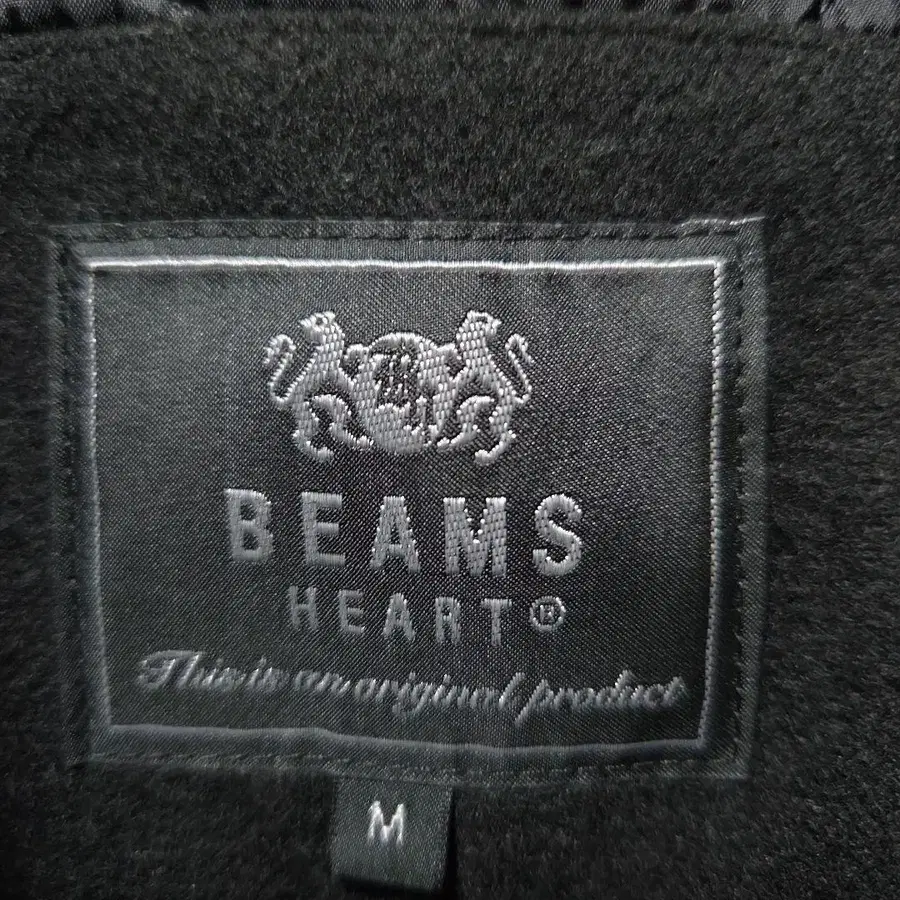 BEAMS
HEART®
This is an original product
M